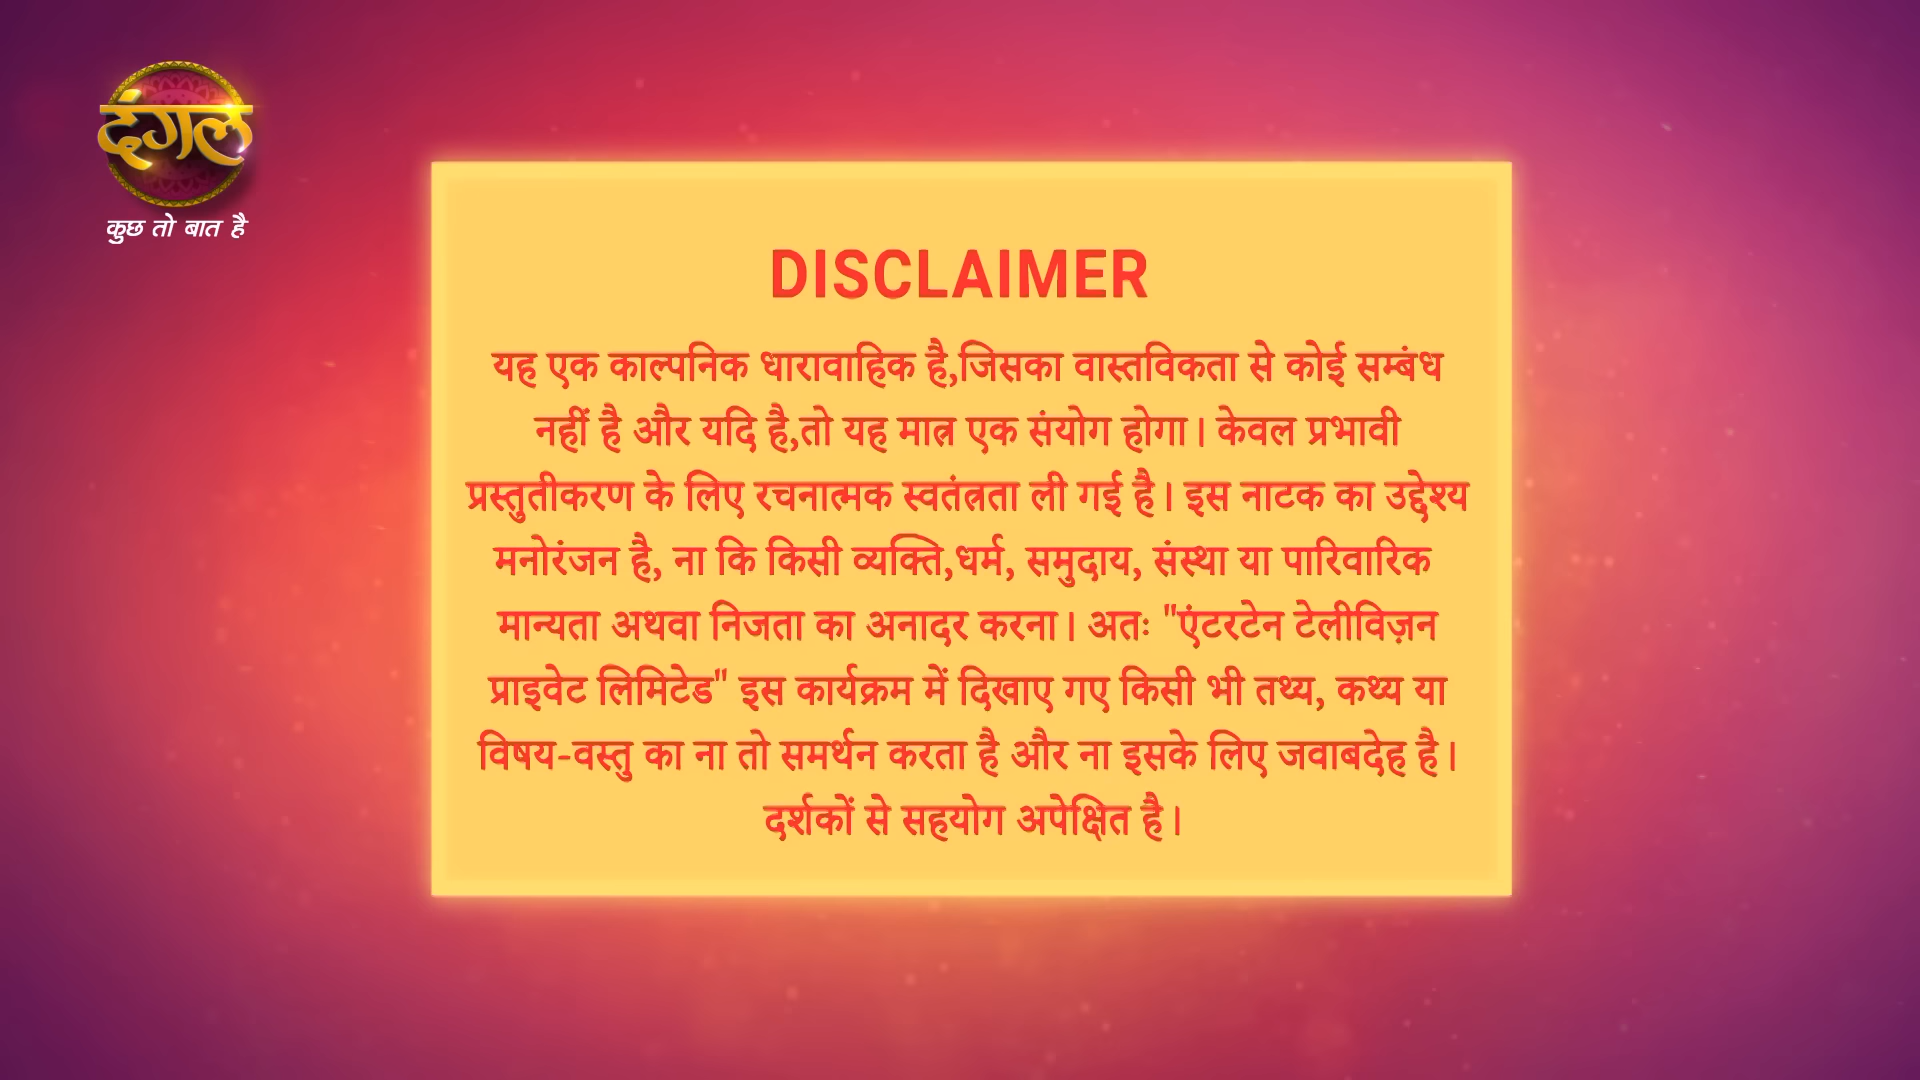 दंगल
कुछ तो बात है
DISCLAIMER
यह एक काल्पनिक धारावाहिक है,जिसका वास्तविकता से कोई सम्बंध
नहीं है और यदि है,तो यह मात्र एक संयोग होगा। केवल प्रभावी
प्रस्तुतीकरण के लिए रचनात्मक स्वतंत्रता ली गई है। इस नाटक का उद्देश्य
मनोरंजन है, ना कि किसी व्यक्ति,धर्म, समुदाय, संस्था या पारिवारिक
मान्यता अथवा निजता का अनादर करना। अतः "एंटरटेन टेलीविज़न
प्राइवेट लिमिटेड" इस कार्यक्रम में दिखाए गए किसी भी तथ्य, कथ्य या
विषय-वस्तु का ना तो समर्थन करता है और ना इसके लिए जवाबदेह है।
दर्शकों से सहयोग अपेक्षित है।